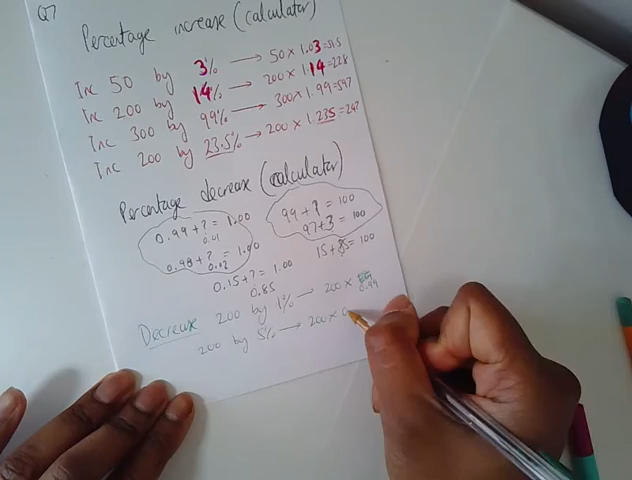 Q7
Percentage increase (calculator)
Inc 50 by 3% → 50 × 1.03 = 51.5
Inc 200 by 14% → 200 × 1.14 = 228
Inc 300 by 99% → 300 × 1.99 = 597
Inc 200 by 23.5% → 200 × 1.235 = 247
Percentage decrease (calculator)
0.99 + ? = 1.00
0.01
0.98 + ? = 1.00
0.02
99 + ? = 100
97 + 3 = 100
15 + 85 = 100
0.15 + ? = 1.00
0.85
Decrease 200 by 1% → 200 ×
0.99
200 by 5% → 200 × 0